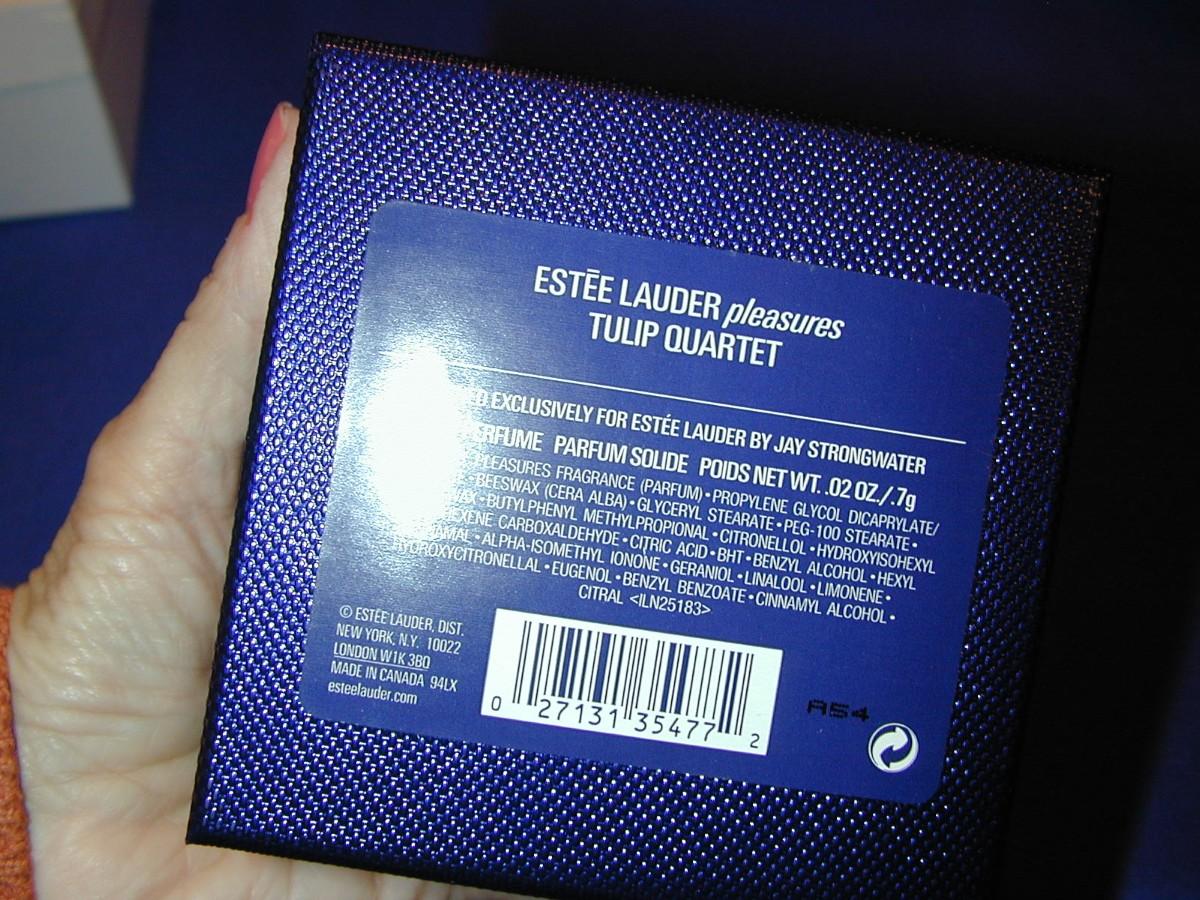 ESTĒE LAUDER pleasures
TULIP QUARTET
EXCLUSIVELY FOR ESTÉE LAUDER BY JAY STRONGWATER
PARFUM SOLIDE POIDS NET WT. .02 OZ./.7g
PLEASURES FRAGRANCE (PARFUM)•PROPYLENE GLYCOL DICAPRYLATE/
•BEESWAX (CERA ALBA)•GLYCERYL STEARATE•PEG-100 STEARATE•
•BUTYLPHENYL METHYLPROPIONAL•CITRONELLOL•HYDROXYISOHEXYL
CARBOXALDEHYDE•CITRIC ACID•BHT•BENZYL ALCOHOL•HEXYL
•ALPHA-ISOMETHYL IONONE•GERANIOL•LINALOOL•LIMONENE•
HYDROXYCITRONELLAL•EUGENOL•BENZYL BENZOATE•CINNAMYL ALCOHOL•
CITRAL <ILN25183>
© ESTÉE LAUDER, DIST.
NEW YORK, N.Y. 10022
LONDON W1K 3BQ
MADE IN CANADA 94LX
esteelauder.com
0 27131 35477 2
A54